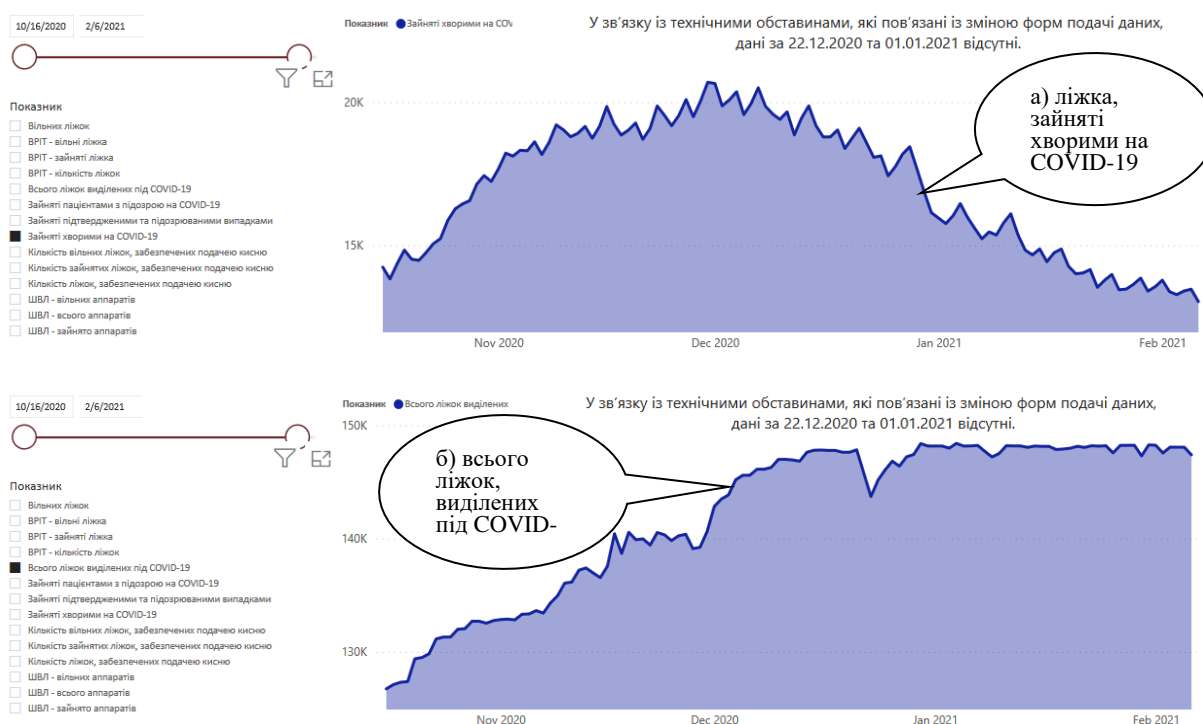 10/16/2020 2/6/2021
Показник
Вільних ліжок
ВРІТ - вільні ліжка
ВРІТ - зайняті ліжка
ВРІТ - кількість ліжок
Всього ліжок виділених під COVID-19
Зайняті пацієнтами з підозрою на COVID-19
Зайняті підтвердженими та підозрюваними випадками
Зайняті хворими на COVID-19
Кількість вільних ліжок, забезпечених подачею кисню
Кількість зайнятих ліжок, забезпечених подачею кисню
Кількість ліжок, забезпечених подачею кисню
ШВЛ - вільних аппаратів
ШВЛ - всього аппаратів
ШВЛ - зайнято аппаратів
Показник Зайняті хворими на COV
У зв'язку із технічними обставинами, які пов'язані із зміною форм подачі даних,
дані за 22.12.2020 та 01.01.2021 відсутні.
20K
15K
а) ліжка,
зайняті
хворими на
COVID-19
Nov 2020 Dec 2020 Jan 2021 Feb 2021
10/16/2020 2/6/2021
Показник
Вільних ліжок
ВРІТ - вільні ліжка
ВРІТ - зайняті ліжка
ВРІТ - кількість ліжок
Всього ліжок виділених під COVID-19
Зайняті пацієнтами з підозрою на COVID-19
Зайняті підтвердженими та підозрюваними випадками
Зайняті хворими на COVID-19
Кількість вільних ліжок, забезпечених подачею кисню
Кількість зайнятих ліжок, забезпечених подачею кисню
Кількість ліжок, забезпечених подачею кисню
ШВЛ - вільних аппаратів
ШВЛ - всього аппаратів
ШВЛ - зайнято аппаратів
Показник Всього ліжок виділених
У зв'язку із технічними обставинами, які пов'язані із зміною форм подачі даних,
дані за 22.12.2020 та 01.01.2021 відсутні.
150K
140K
130K
б) всього
ліжок,
виділених
під COVID-
Nov 2020 Dec 2020 Jan 2021 Feb 2021